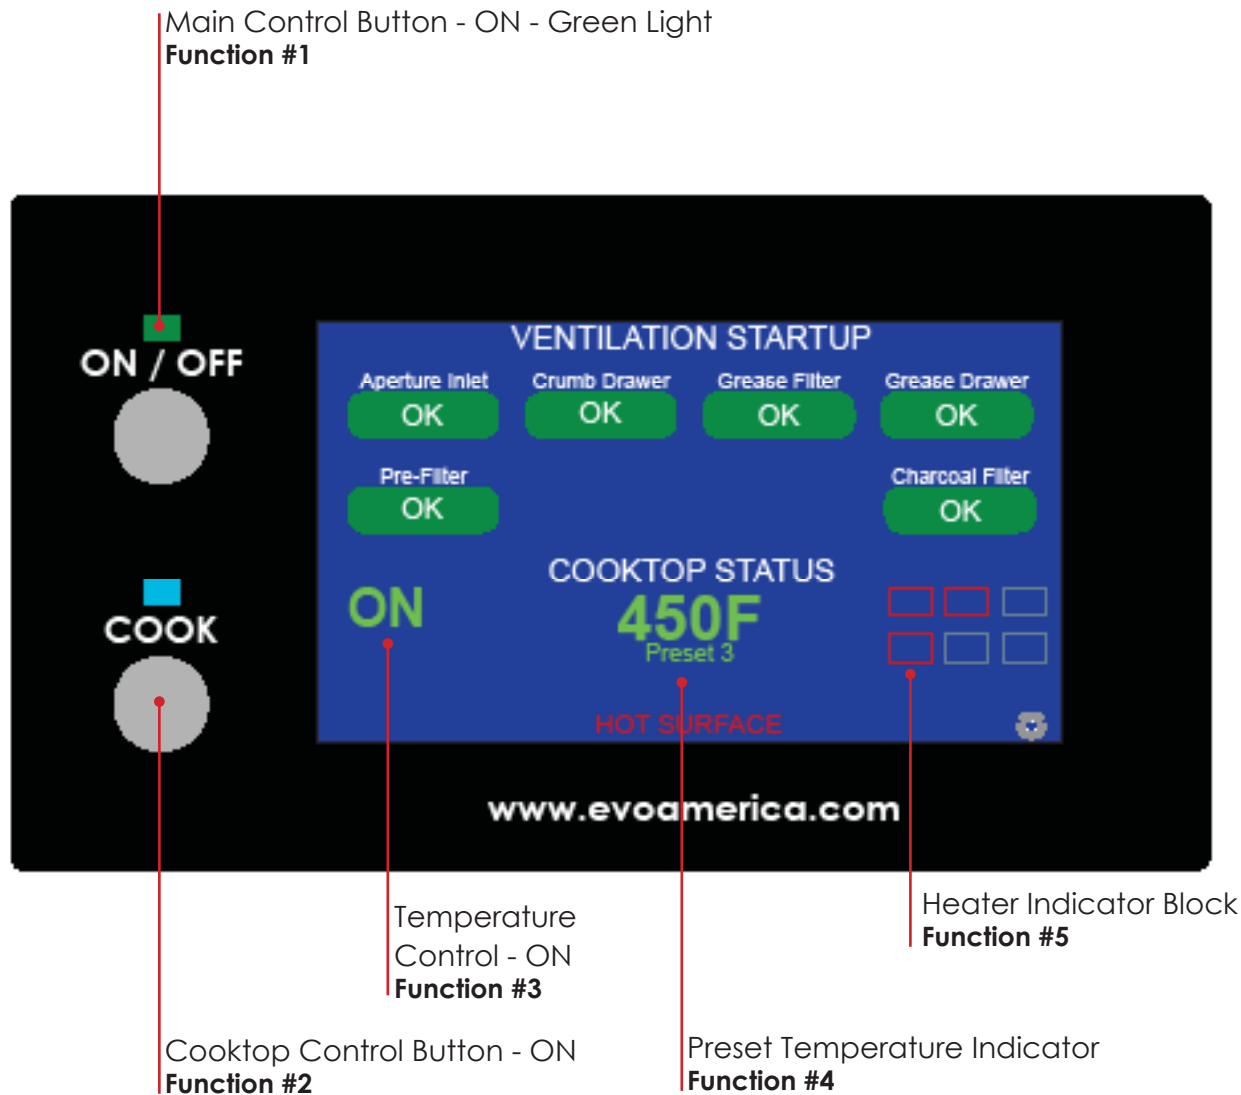 Main Control Button - ON - Green Light
Function #1
ON / OFF
COOK
VENTILATION STARTUP
Aperture Inlet Crumb Drawer Grease Filter Grease Drawer
OK OK OK OK
Pre-Filter Charcoal Filter
OK OK
COOKTOP STATUS
ON 450F
Preset 3
HOT SURFACE
www.evoamerica.com
Temperature
Control - ON
Function #3
Heater Indicator Block
Function #5
Cooktop Control Button - ON
Function #2
Preset Temperature Indicator
Function #4